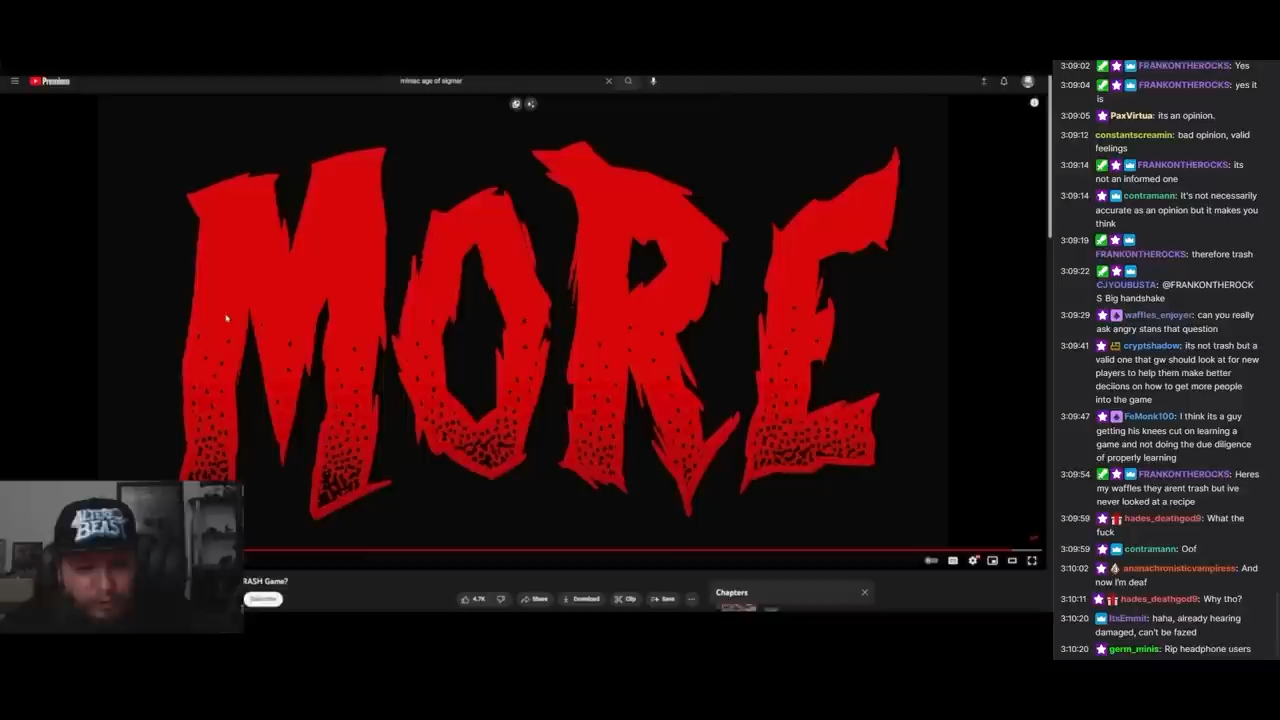 Premium
miniac age of sigmar
MORE
ALTERED
BEAST
RASH Game?
Subscribe
4.7K
Share
Download
Clip
Save
Chapters
3:09:02 FRANKONTHEROCKS: Yes
3:09:04 FRANKONTHEROCKS: yes it
is
3:09:05 PaxVirtua: its an opinion.
3:09:12 constantscreamin: bad opinion, valid
feelings
3:09:14 FRANKONTHEROCKS: its
not an informed one
3:09:14 contramann: It's not necessarily
accurate as an opinion but it makes you
think
3:09:19
FRANKONTHEROCKS: therefore trash
3:09:22
CJYOUBUSTA: @FRANKONTHEROCK
S Big handshake
3:09:29 waffles_enjoyer: can you really
ask angry stans that question
3:09:41 cryptshadow: its not trash but a
valid one that gw should look at for new
players to help them make better
deciions on how to get more people
into the game
3:09:47 FeMonk100: I think its a guy
getting his knees cut on learning a
game and not doing the due diligence
of properly learning
3:09:54 FRANKONTHEROCKS: Heres
my waffles they arent trash but ive
never looked at a recipe
3:09:59 hades_deathgod9: What the
fuck
3:09:59 contramann: Oof
3:10:02 ananachronisticvampiress: And
now I'm deaf
3:10:11 hades_deathgod9: Why tho?
3:10:20 ItsEmmit: haha, already hearing
damaged, can't be fazed
3:10:20 germ_minis: Rip headphone users